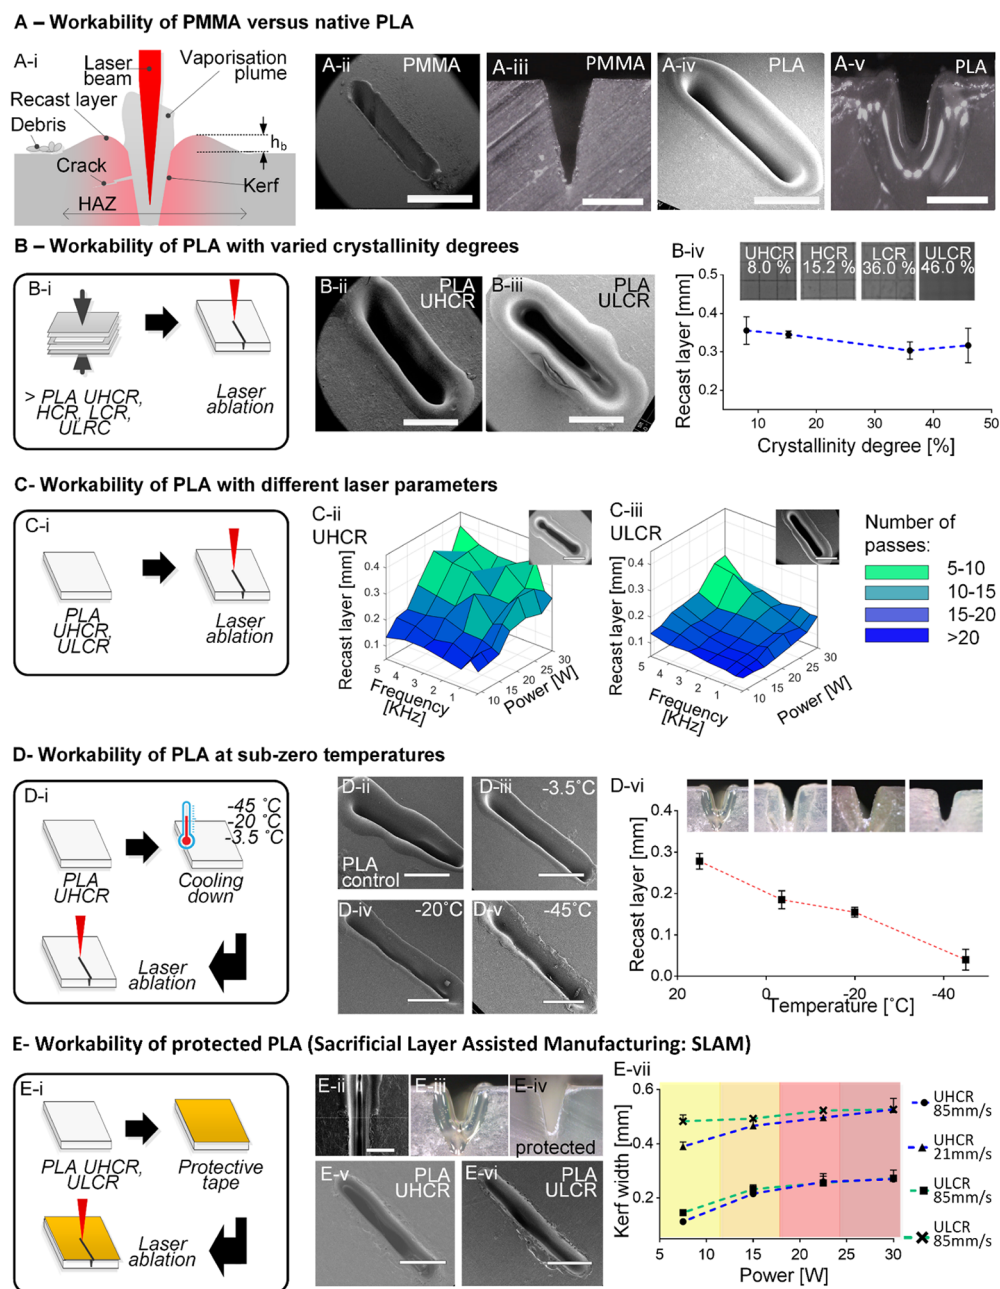 A – Workability of PMMA versus native PLA
A-i
Laser
beam
Vaporisation
plume
Recast layer
Debris
Crack
HAZ
Kerf
hb
A-ii
PMMA
A-iii
PMMA
A-iv
PLA
A-v
PLA
B – Workability of PLA with varied crystallinity degrees
B-i
> PLA UHCR,
HCR, LCR,
ULRC
Laser
ablation
B-ii
PLA
UHCR
B-iii
PLA
ULCR
B-iv
UHCR
8.0 %
HCR
15.2 %
LCR
36.0 %
ULCR
46.0 %
Recast layer [mm]
0.5
0.4
0.3
0.2
10
20
30
40
50
Crystallinity degree [%]
C- Workability of PLA with different laser parameters
C-i
PLA
UHCR,
ULCR
Laser
ablation
C-ii
UHCR
Recast layer [mm]
0.4
0.3
0.2
0.1
5
4
3
2
1
Frequency
[KHz]
10
15
20
25
30
Power [W]
C-iii
ULCR
Recast layer [mm]
0.4
0.3
0.2
0.1
5
4
3
2
1
Frequency
[KHz]
10
15
20
25
30
Power [W]
Number of
passes:
5-10
10-15
15-20
>20
D- Workability of PLA at sub-zero temperatures
D-i
-45 ˚C
-20 ˚C
-3.5 ˚C
PLA
UHCR
Cooling
down
Laser
ablation
D-ii
PLA
control
D-iii
-3.5˚C
D-iv
-20˚C
D-v
-45˚C
D-vi
Recast layer [mm]
0.4
0.3
0.2
0.1
0.0
20
0
-20
-40
Temperature [˚C]
E- Workability of protected PLA (Sacrificial Layer Assisted Manufacturing: SLAM)
E-i
PLA UHCR,
ULCR
Protective
tape
Laser
ablation
E-ii
E-iii
E-iv
protected
E-v
PLA
UHCR
E-vi
PLA
ULCR
E-vii
Kerf width [mm]
0.6
0.4
0.2
5
10
15
20
25
30
Power [W]
UHCR
85mm/s
UHCR
21mm/s
ULCR
85mm/s
ULCR
85mm/s